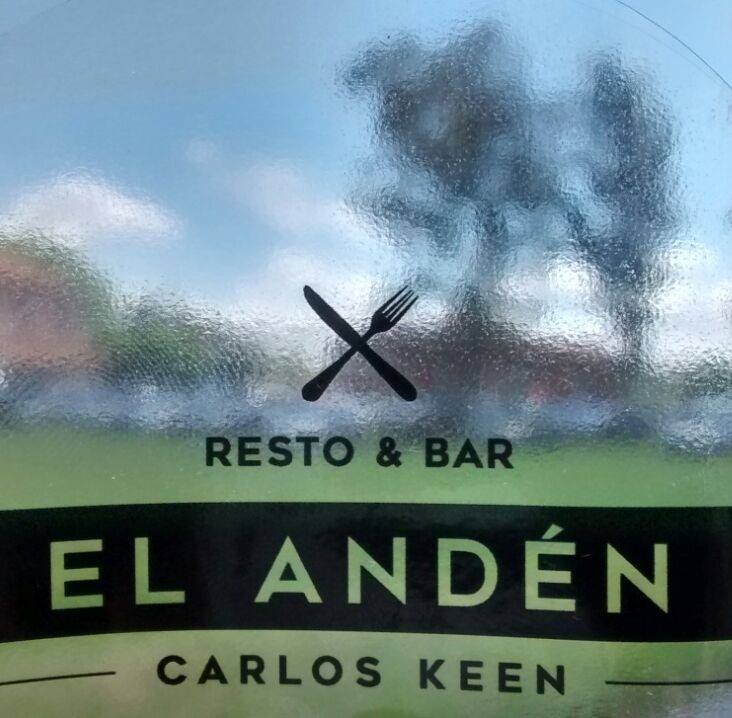 RESTO & BAR
EL ANDÉN
CARLOS KEEN